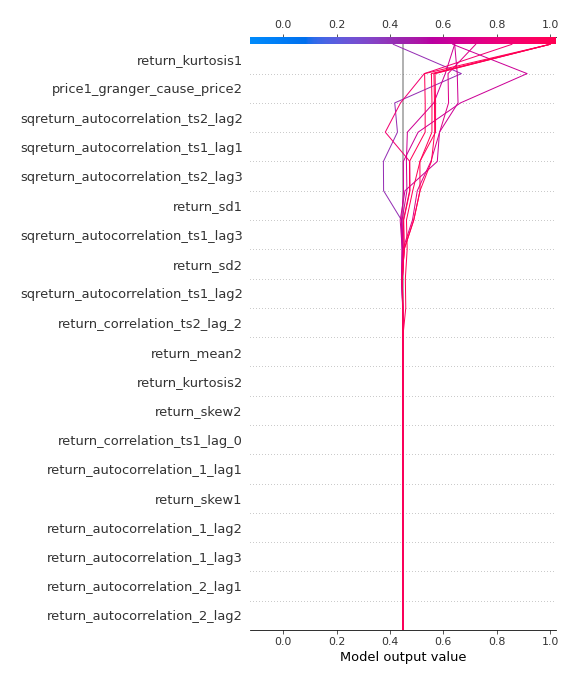 0.0 0.2 0.4 0.6 0.8 1.0
return_kurtosis1
price1_granger_cause_price2
sqreturn_autocorrelation_ts2_lag2
sqreturn_autocorrelation_ts1_lag1
sqreturn_autocorrelation_ts2_lag3
return_sd1
sqreturn_autocorrelation_ts1_lag3
return_sd2
sqreturn_autocorrelation_ts1_lag2
return_correlation_ts2_lag_2
return_mean2
return_kurtosis2
return_skew2
return_correlation_ts1_lag_0
return_autocorrelation_1_lag1
return_skew1
return_autocorrelation_1_lag2
return_autocorrelation_1_lag3
return_autocorrelation_2_lag1
return_autocorrelation_2_lag2
0.0 0.2 0.4 0.6 0.8 1.0
Model output value